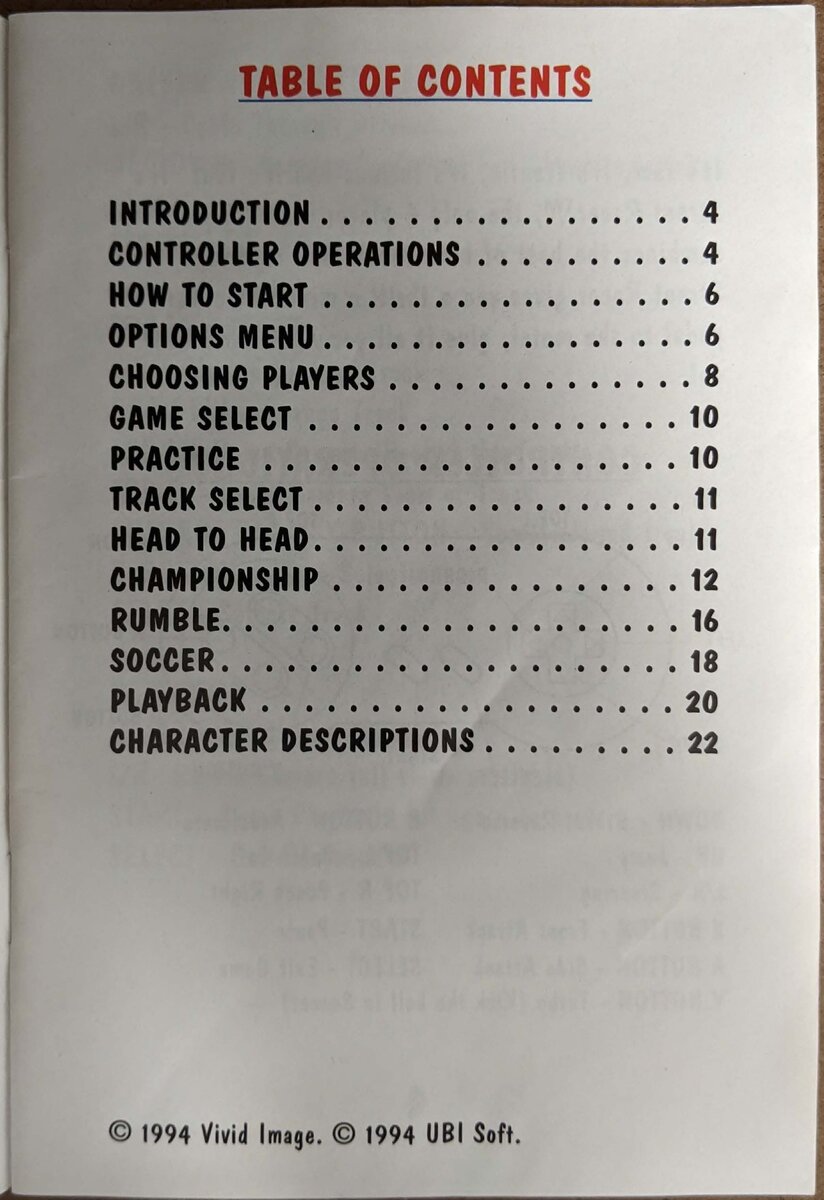 TABLE OF CONTENTS
INTRODUCTION . . . . . . . . . . . . . . . . . 4
CONTROLLER OPERATIONS . . . . . . . . . . 4
HOW TO START . . . . . . . . . . . . . . . . . 6
OPTIONS MENU . . . . . . . . . . . . . . . . . 6
CHOOSING PLAYERS . . . . . . . . . . . . . . 8
GAME SELECT . . . . . . . . . . . . . . . . . 10
PRACTICE . . . . . . . . . . . . . . . . . . . 10
TRACK SELECT . . . . . . . . . . . . . . . . . 11
HEAD TO HEAD. . . . . . . . . . . . . . . . . 11
CHAMPIONSHIP . . . . . . . . . . . . . . . . 12
RUMBLE. . . . . . . . . . . . . . . . . . . . . 16
SOCCER. . . . . . . . . . . . . . . . . . . . . 18
PLAYBACK . . . . . . . . . . . . . . . . . . . 20
CHARACTER DESCRIPTIONS . . . . . . . . . 22
© 1994 Vivid Image. © 1994 UBI Soft.